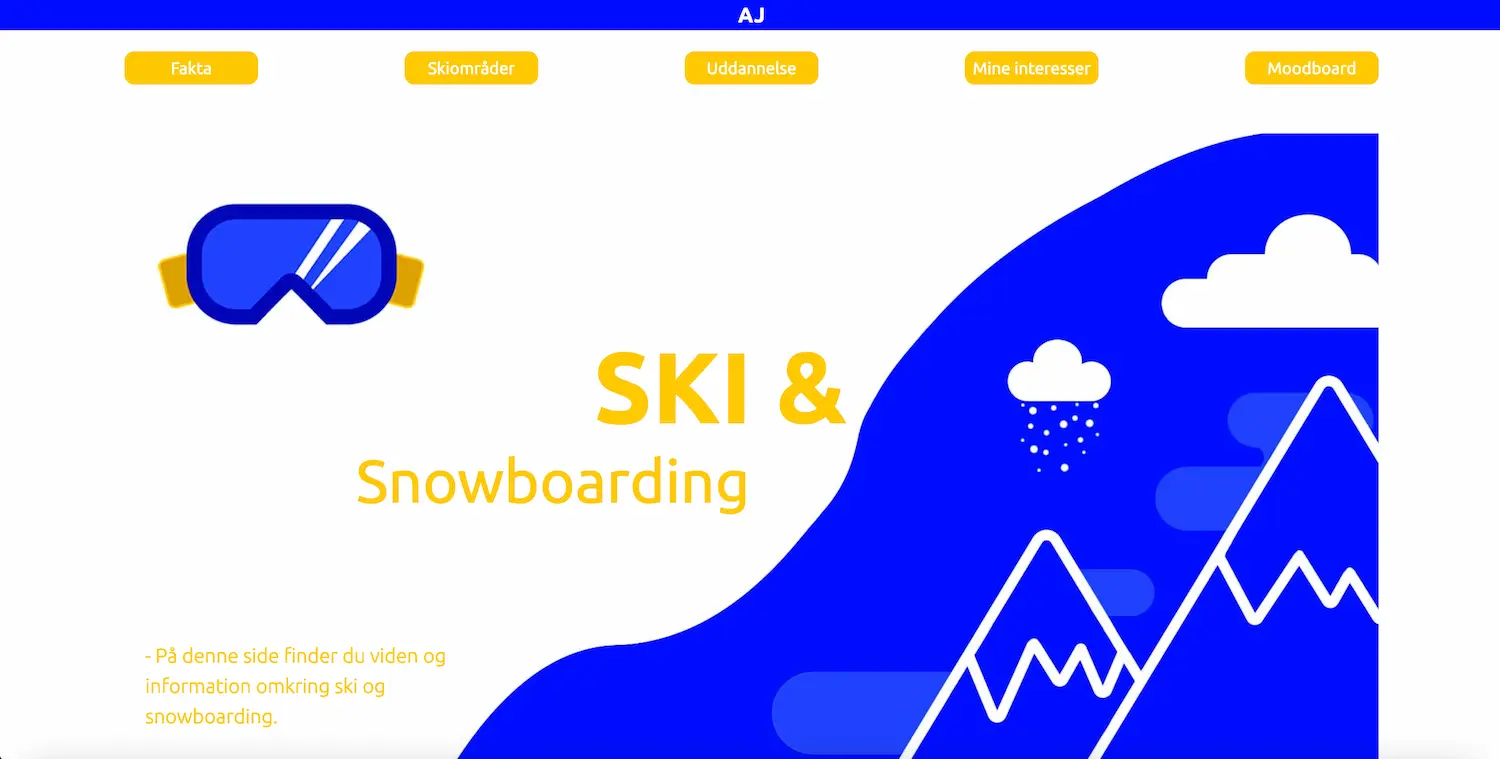 AJ
Fakta
Skiområder
Uddannelse
Mine interesser
Moodboard
SKI &
Snowboarding
- På denne side finder du viden og
information omkring ski og
snowboarding.